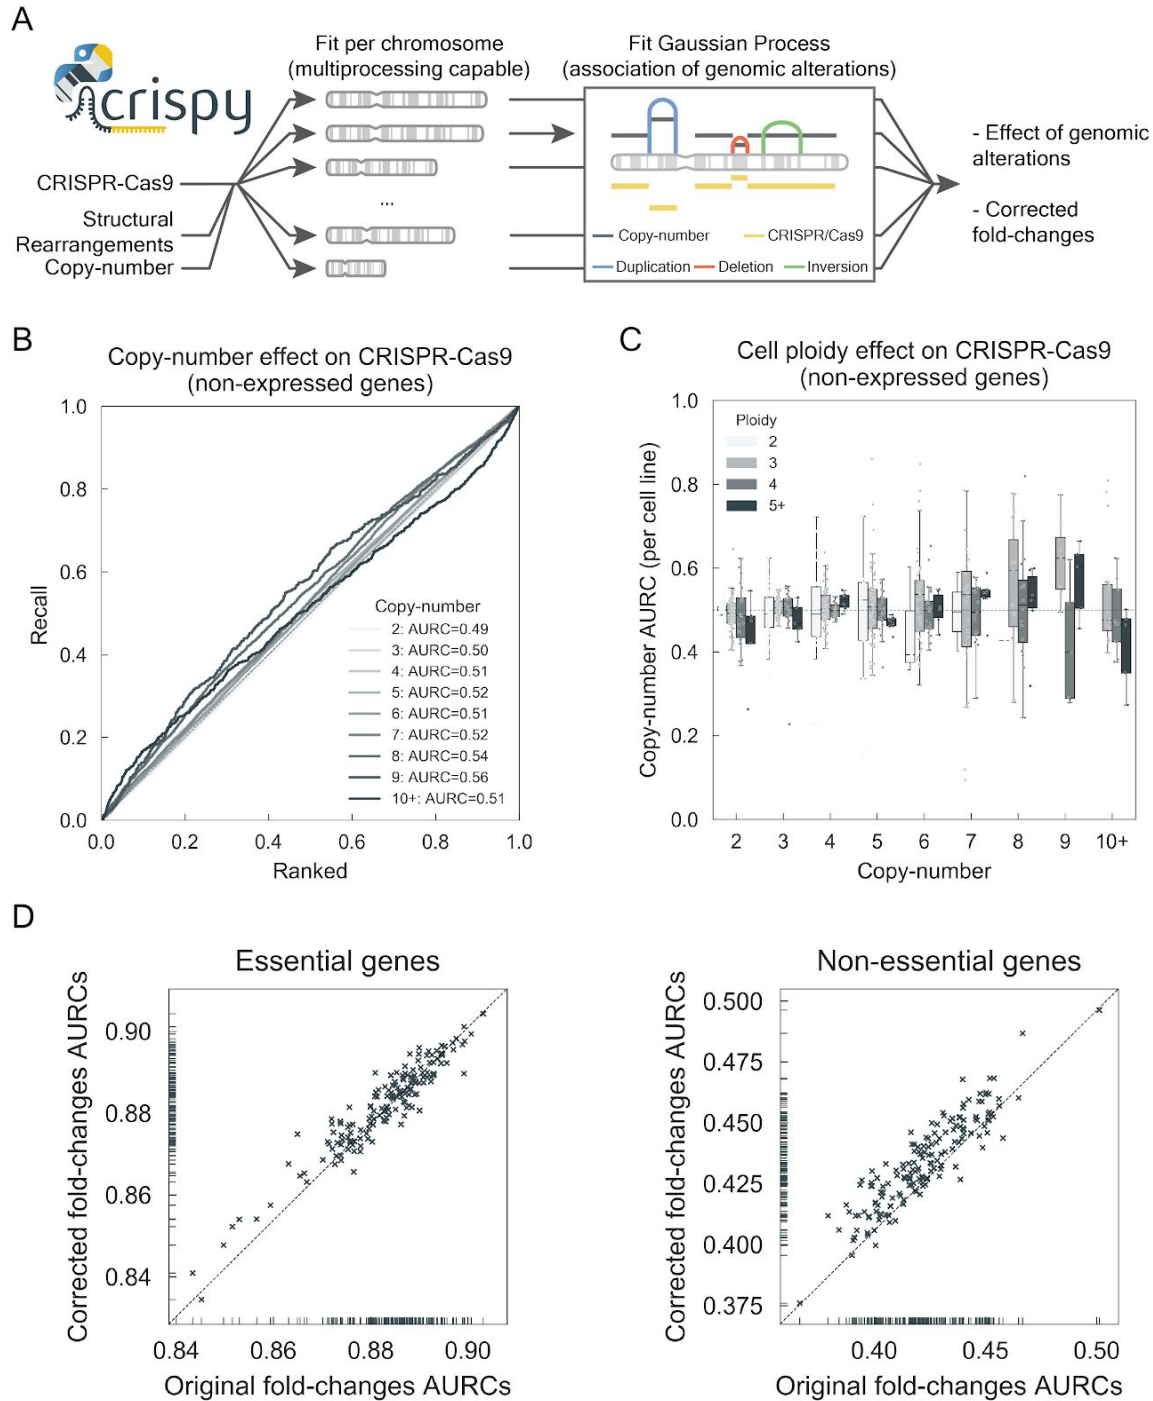 A
crispy
Fit per chromosome
(multiprocessing capable)
Fit Gaussian Process
(association of genomic alterations)
CRISPR-Cas9
Structural
Rearrangements
Copy-number
...
Copy-number
CRISPR/Cas9
Duplication
Deletion
Inversion
- Effect of genomic
alterations
- Corrected
fold-changes
B
Copy-number effect on CRISPR-Cas9
(non-expressed genes)
1.0
0.8
0.6
0.4
0.2
0.0
Recall
Copy-number
2: AURC=0.49
3: AURC=0.50
4: AURC=0.51
5: AURC=0.52
6: AURC=0.51
7: AURC=0.52
8: AURC=0.54
9: AURC=0.56
10+: AURC=0.51
0.0 0.2 0.4 0.6 0.8 1.0
Ranked
C
Cell ploidy effect on CRISPR-Cas9
(non-expressed genes)
Copy-number AURC (per cell line)
1.0
0.8
0.6
0.4
0.2
0.0
Ploidy
2
3
4
5+
2 3 4 5 6 7 8 9 10+
Copy-number
D
Essential genes
Corrected fold-changes AURCs
0.90
0.88
0.86
0.84
0.84 0.86 0.88 0.90
Original fold-changes AURCs
Non-essential genes
Corrected fold-changes AURCs
0.500
0.475
0.450
0.425
0.400
0.375
0.40 0.45 0.50
Original fold-changes AURCs